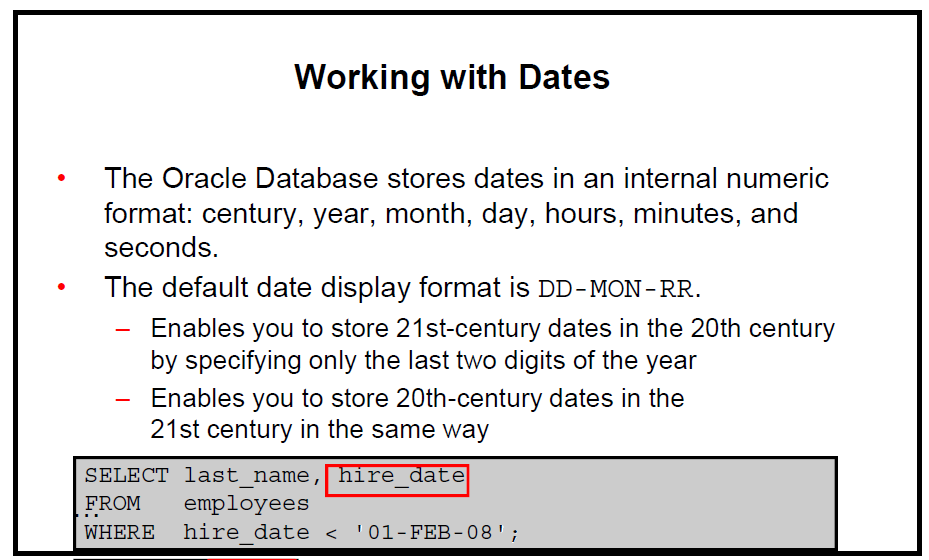 Working with Dates
• The Oracle Database stores dates in an internal numeric
format: century, year, month, day, hours, minutes, and
seconds.
• The default date display format is DD-MON-RR.
– Enables you to store 21st-century dates in the 20th century
by specifying only the last two digits of the year
– Enables you to store 20th-century dates in the
21st century in the same way
SELECT last_name, hire_date
FROM employees
...
WHERE hire_date < '01-FEB-08';